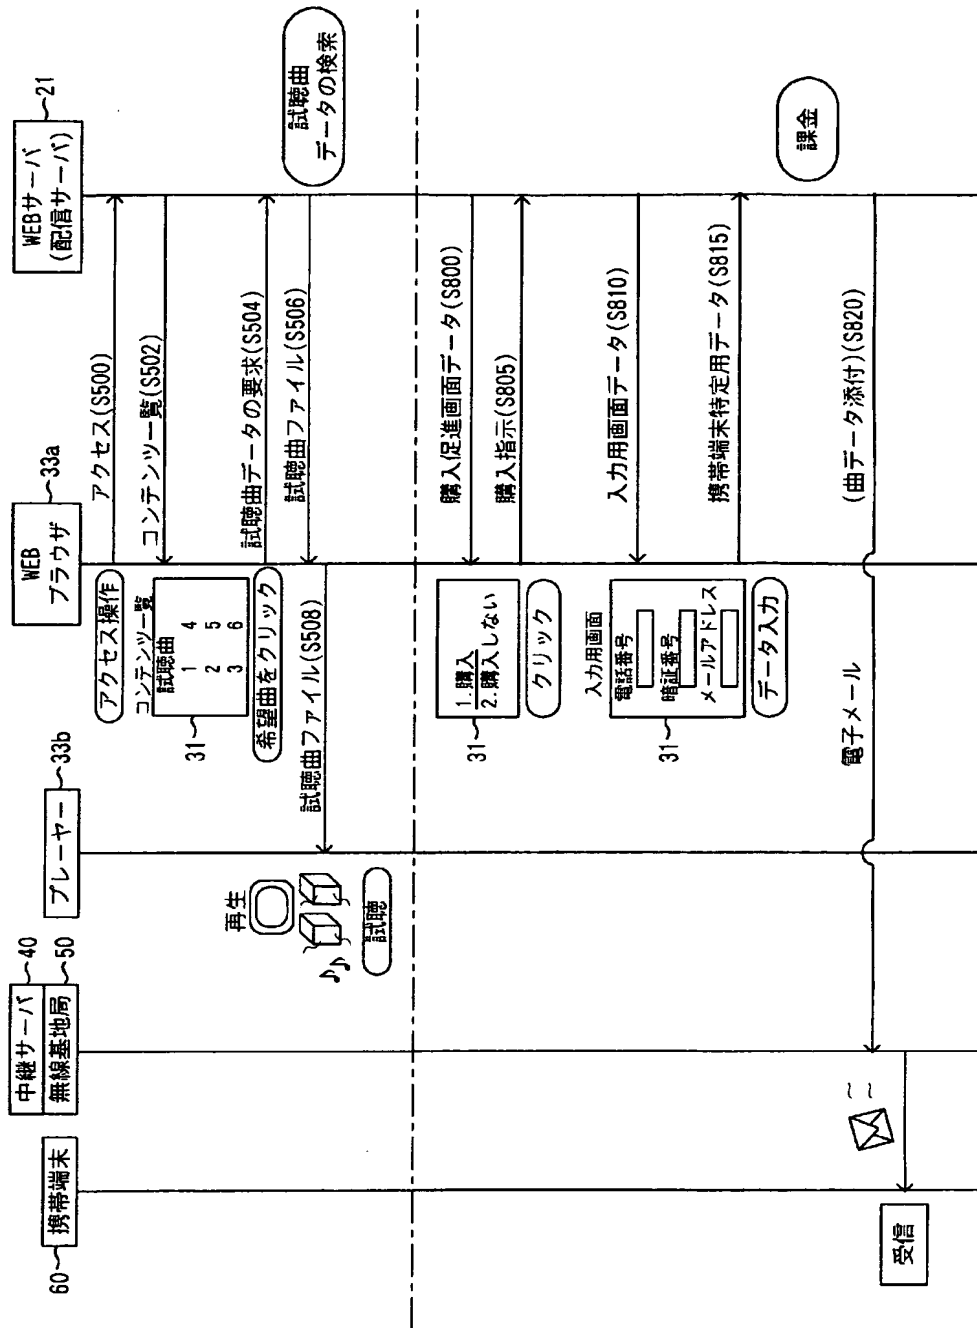 携帯端末
60
中継サーバ
40
無線基地局
50
プレーヤー
33b
WEB
ブラウザ
33a
WEBサーバ
(配信サーバ)
21
アクセス操作
アクセス(S500)
コンテンツ一覧
試聴曲
1 4
2 5
3 6
31
コンテンツ一覧(S502)
希望曲をクリック
試聴曲データの要求(S504)
試聴曲
データの検索
試聴曲ファイル(S506)
試聴曲ファイル(S508)
再生
試聴
購入促進画面データ(S800)
1.購入
2.購入しない
31
クリック
購入指示(S805)
入力用画面データ(S810)
入力用画面
電話番号
暗証番号
メールアドレス
31
データ入力
携帯端末特定用データ(S815)
課金
電子メール
(曲データ添付)(S820)
受信